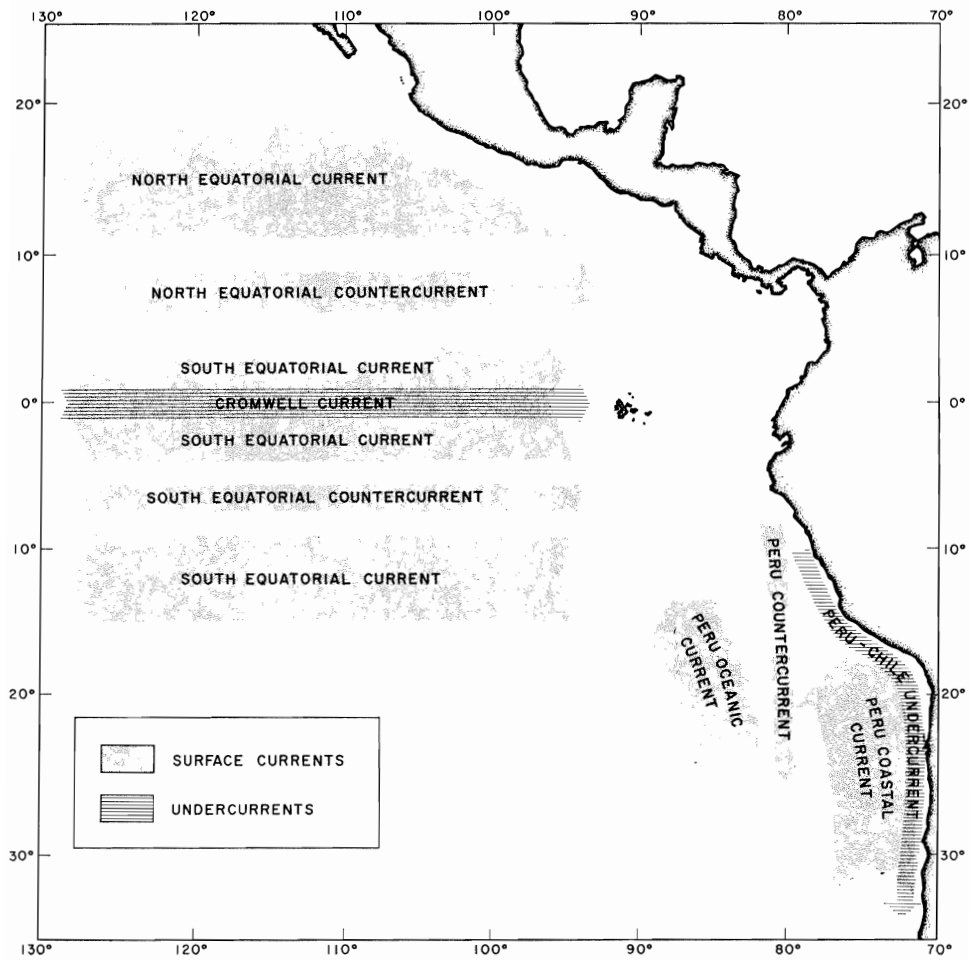 130°
120°
110°
100°
90°
80°
70°
20°
20°
NORTH EQUATORIAL CURRENT
10°
10°
NORTH EQUATORIAL COUNTERCURRENT
SOUTH EQUATORIAL CURRENT
0°
CROMWELL CURRENT
0°
SOUTH EQUATORIAL CURRENT
SOUTH EQUATORIAL COUNTERCURRENT
10°
10°
SOUTH EQUATORIAL CURRENT
PERU OCEANIC
CURRENT
PERU COUNTERCURRENT
PERU-CHILE UNDERCURRENT
PERU COASTAL
CURRENT
20°
20°
SURFACE CURRENTS
UNDERCURRENTS
30°
30°
130°
120°
110°
100°
90°
80°
70°